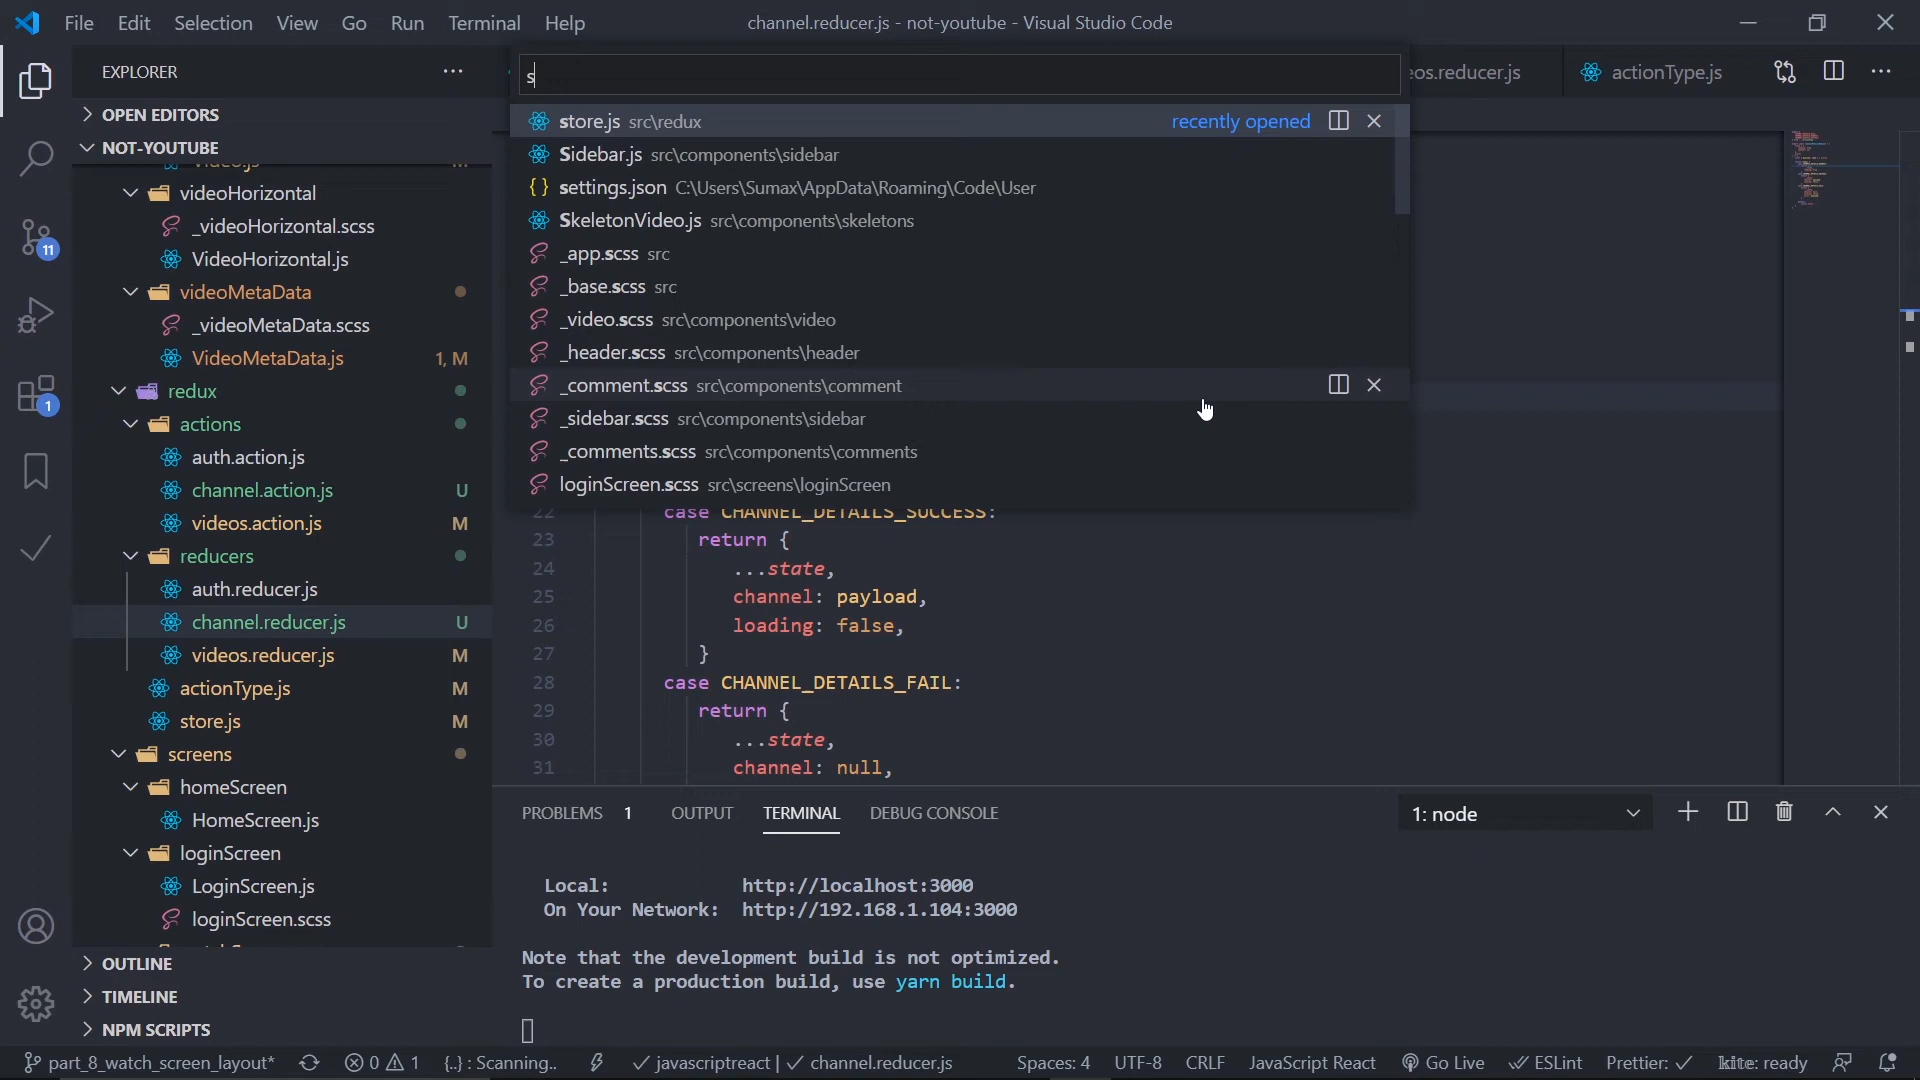 File Edit Selection View Go Run Terminal Help
channel.reducer.js - not-youtube - Visual Studio Code
EXPLORER
OPEN EDITORS
NOT-YOUTUBE
videoHorizontal
_videoHorizontal.scss
VideoHorizontal.js
videoMetaData
_videoMetaData.scss
VideoMetaData.js 1, M
redux
actions
auth.action.js
channel.action.js U
videos.action.js M
reducers
auth.reducer.js
channel.reducer.js U
videos.reducer.js M
actionType.js M
store.js M
screens
homeScreen
HomeScreen.js
loginScreen
LoginScreen.js
loginScreen.scss
OUTLINE
TIMELINE
NPM SCRIPTS
11
1
s
eos.reducer.js
actionType.js
store.js src\redux recently opened
Sidebar.js src\components\sidebar
settings.json C:\Users\Sumax\AppData\Roaming\Code\User
SkeletonVideo.js src\components\skeletons
_app.scss src
_base.scss src
_video.scss src\components\video
_header.scss src\components\header
_comment.scss src\components\comment
_sidebar.scss src\components\sidebar
_comments.scss src\components\comments
loginScreen.scss src\screens\loginScreen
22 case CHANNEL_DETAILS_SUCCESS:
23 return {
24 ...state,
25 channel: payload,
26 loading: false,
27 }
28 case CHANNEL_DETAILS_FAIL:
29 return {
30 ...state,
31 channel: null,
PROBLEMS 1 OUTPUT TERMINAL DEBUG CONSOLE
1: node
Local: http://localhost:3000
On Your Network: http://192.168.1.104:3000
Note that the development build is not optimized.
To create a production build, use yarn build.
part_8_watch_screen_layout* 0 1 {..} : Scanning.. javascriptreact | channel.reducer.js Spaces: 4 UTF-8 CRLF JavaScript React Go Live ESLint Prettier: kite: ready